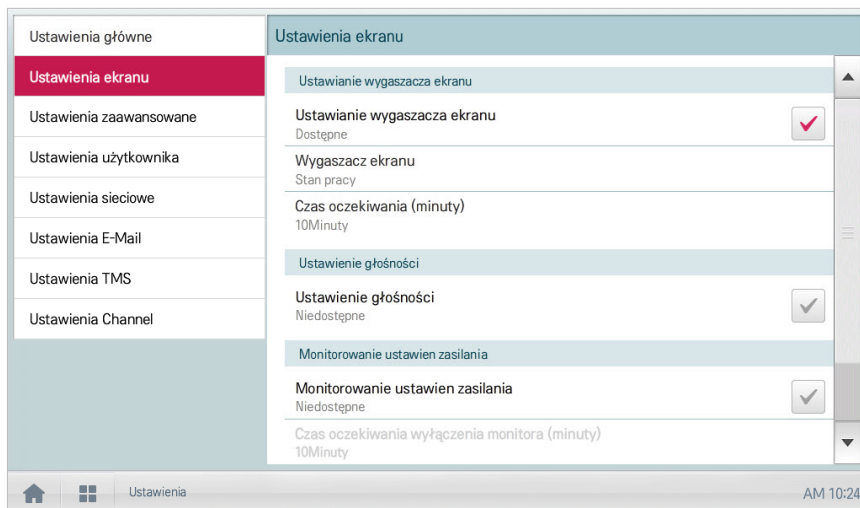 Ustawienia główne
Ustawienia ekranu
Ustawienia zaawansowane
Ustawienia użytkownika
Ustawienia sieciowe
Ustawienia E-Mail
Ustawienia TMS
Ustawienia Channel
Ustawienia ekranu
Ustawianie wygaszacza ekranu
Ustawianie wygaszacza ekranu
Dostępne
Wygaszacz ekranu
Stan pracy
Czas oczekiwania (minuty)
10Minuty
Ustawienie głośności
Ustawienie głośności
Niedostępne
Monitorowanie ustawien zasilania
Monitorowanie ustawien zasilania
Niedostępne
Czas oczekiwania wyłączenia monitora (minuty)
10Minuty
Ustawienia
AM 10:24